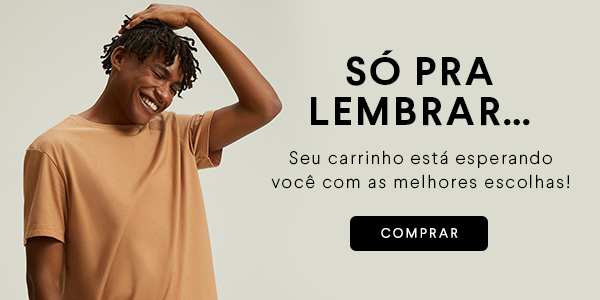 SÓ PRA
LEMBRAR...
Seu carrinho está esperando
você com as melhores escolhas!
COMPRAR